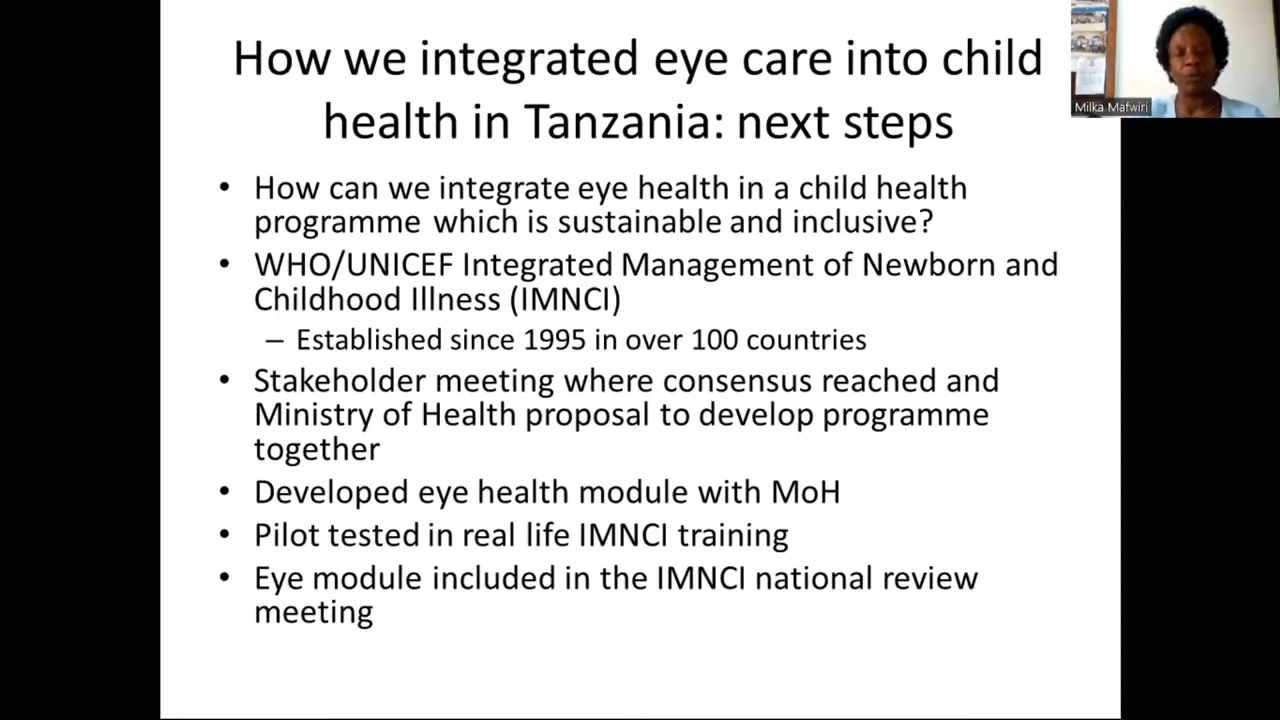 How we integrated eye care into child
health in Tanzania: next steps
• How can we integrate eye health in a child health
programme which is sustainable and inclusive?
• WHO/UNICEF Integrated Management of Newborn and
Childhood Illness (IMNCI)
– Established since 1995 in over 100 countries
• Stakeholder meeting where consensus reached and
Ministry of Health proposal to develop programme
together
• Developed eye health module with MoH
• Pilot tested in real life IMNCI training
• Eye module included in the IMNCI national review
meeting
Milka Mafwiri